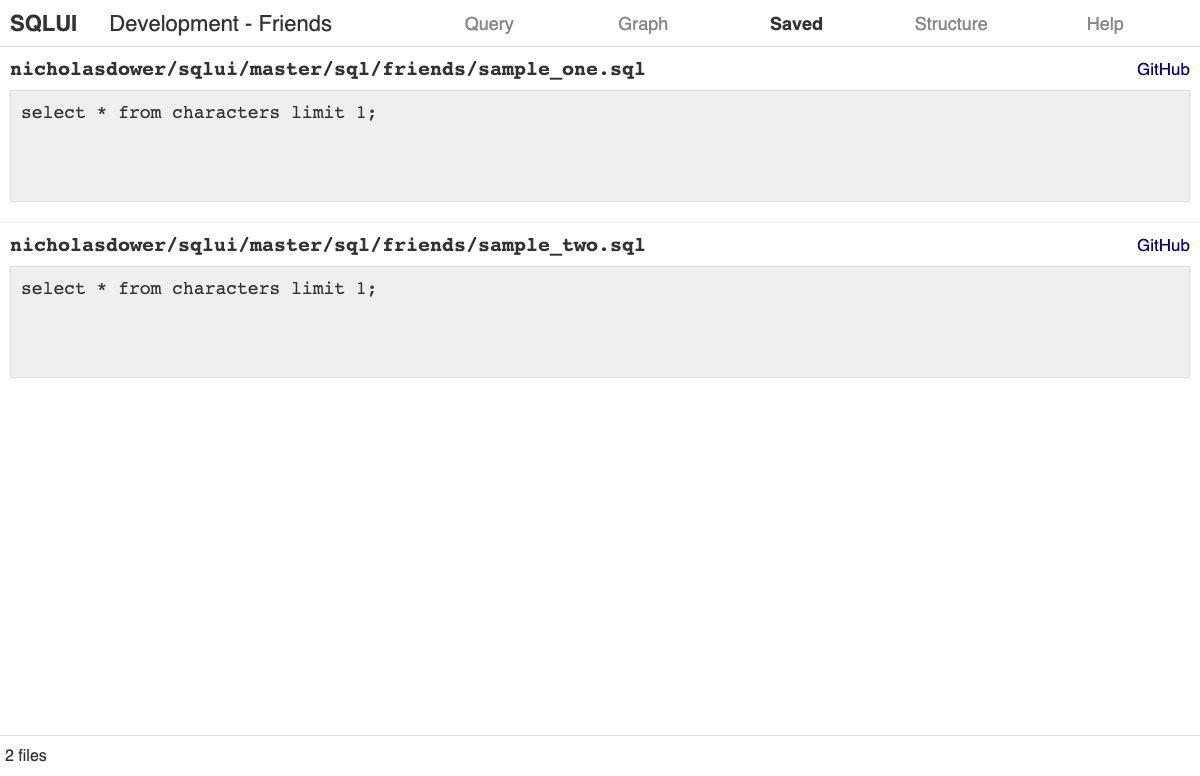 SQLUI Development - Friends Query Graph Saved Structure Help
nicholasdower/sqlui/master/sql/friends/sample_one.sql GitHub
select * from characters limit 1;
nicholasdower/sqlui/master/sql/friends/sample_two.sql GitHub
select * from characters limit 1;
2 files